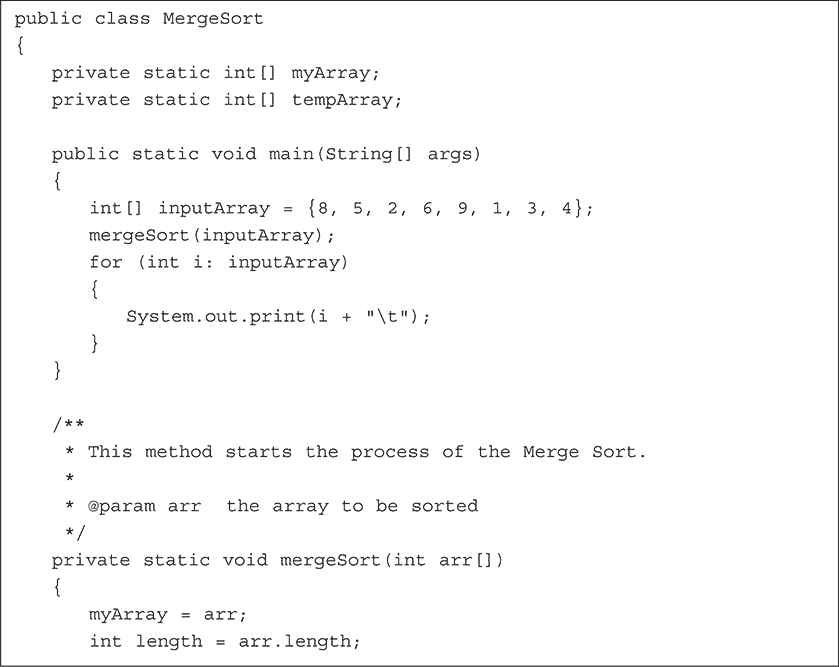 public class MergeSort
{
private static int[] myArray;
private static int[] tempArray;
public static void main(String[] args)
{
int[] inputArray = {8, 5, 2, 6, 9, 1, 3, 4};
mergeSort(inputArray);
for (int i: inputArray)
{
System.out.print(i + "\t");
}
}
/**
* This method starts the process of the Merge Sort.
*
* @param arr  the array to be sorted
*/
private static void mergeSort(int arr[])
{
myArray = arr;
int length = arr.length;